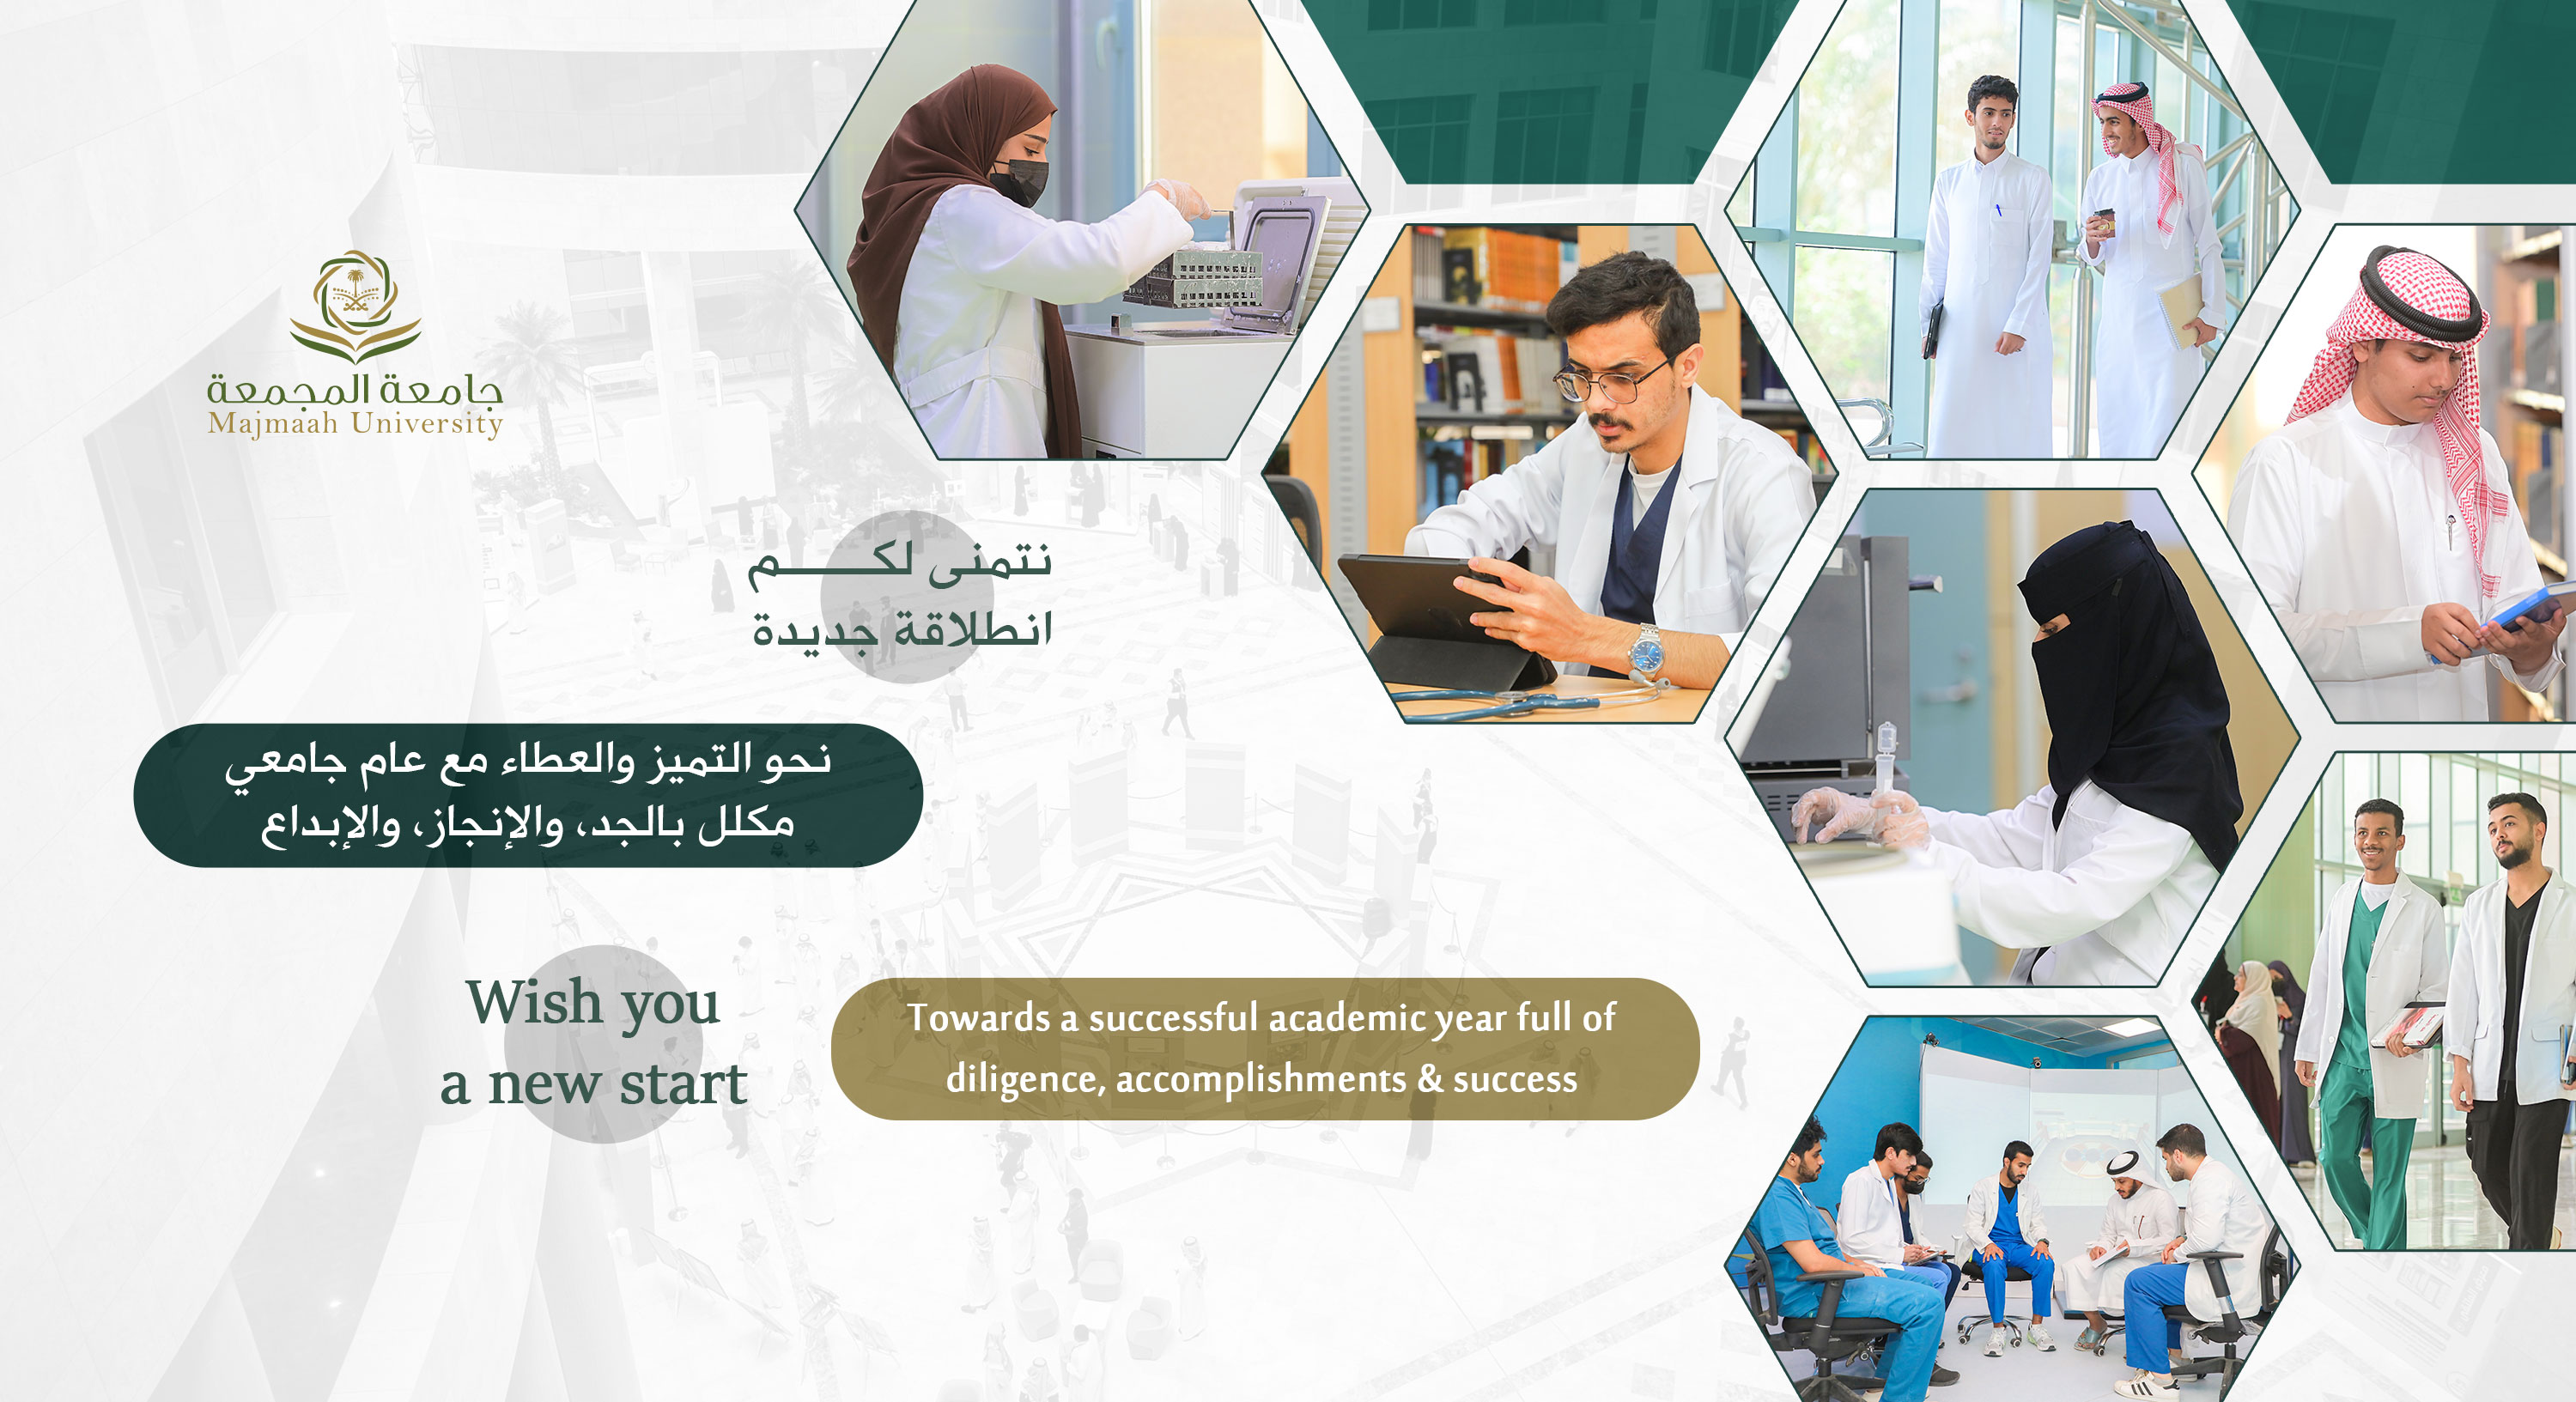 جامعة المجمعة
Majmaah University
نتمنى لكـــــم
انطلاقة جديدة
نحو التميز والعطاء مع عام جامعي
مكلل بالجد، والإنجاز، والإبداع
Wish you
a new start
Towards a successful academic year full of
diligence, accomplishments & success